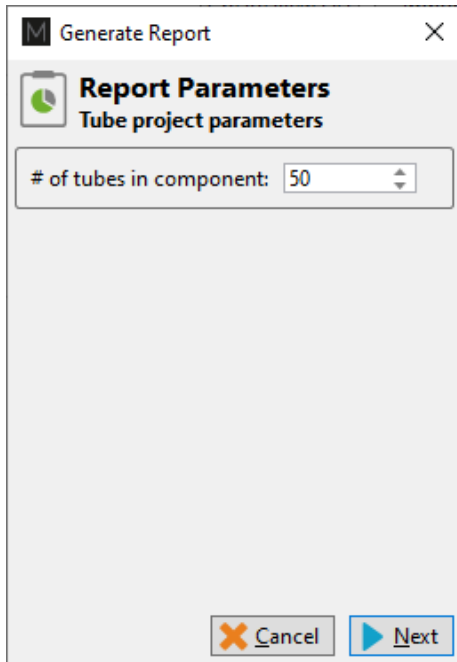 M Generate Report
Report Parameters
Tube project parameters
# of tubes in component: 50
Cancel Next